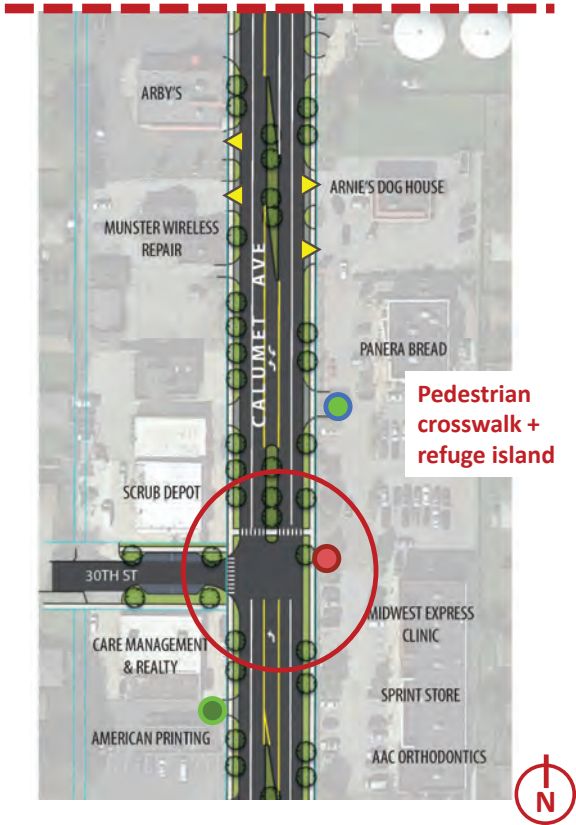 ARBY'S
ARNIE'S DOG HOUSE
MUNSTER WIRELESS
REPAIR
CALUMET AVE
PANERA BREAD
Pedestrian
crosswalk +
refuge island
SCRUB DEPOT
30TH ST
MIDWEST EXPRESS
CLINIC
CARE MANAGEMENT
& REALTY
SPRINT STORE
AMERICAN PRINTING
AAC ORTHODONTICS
N